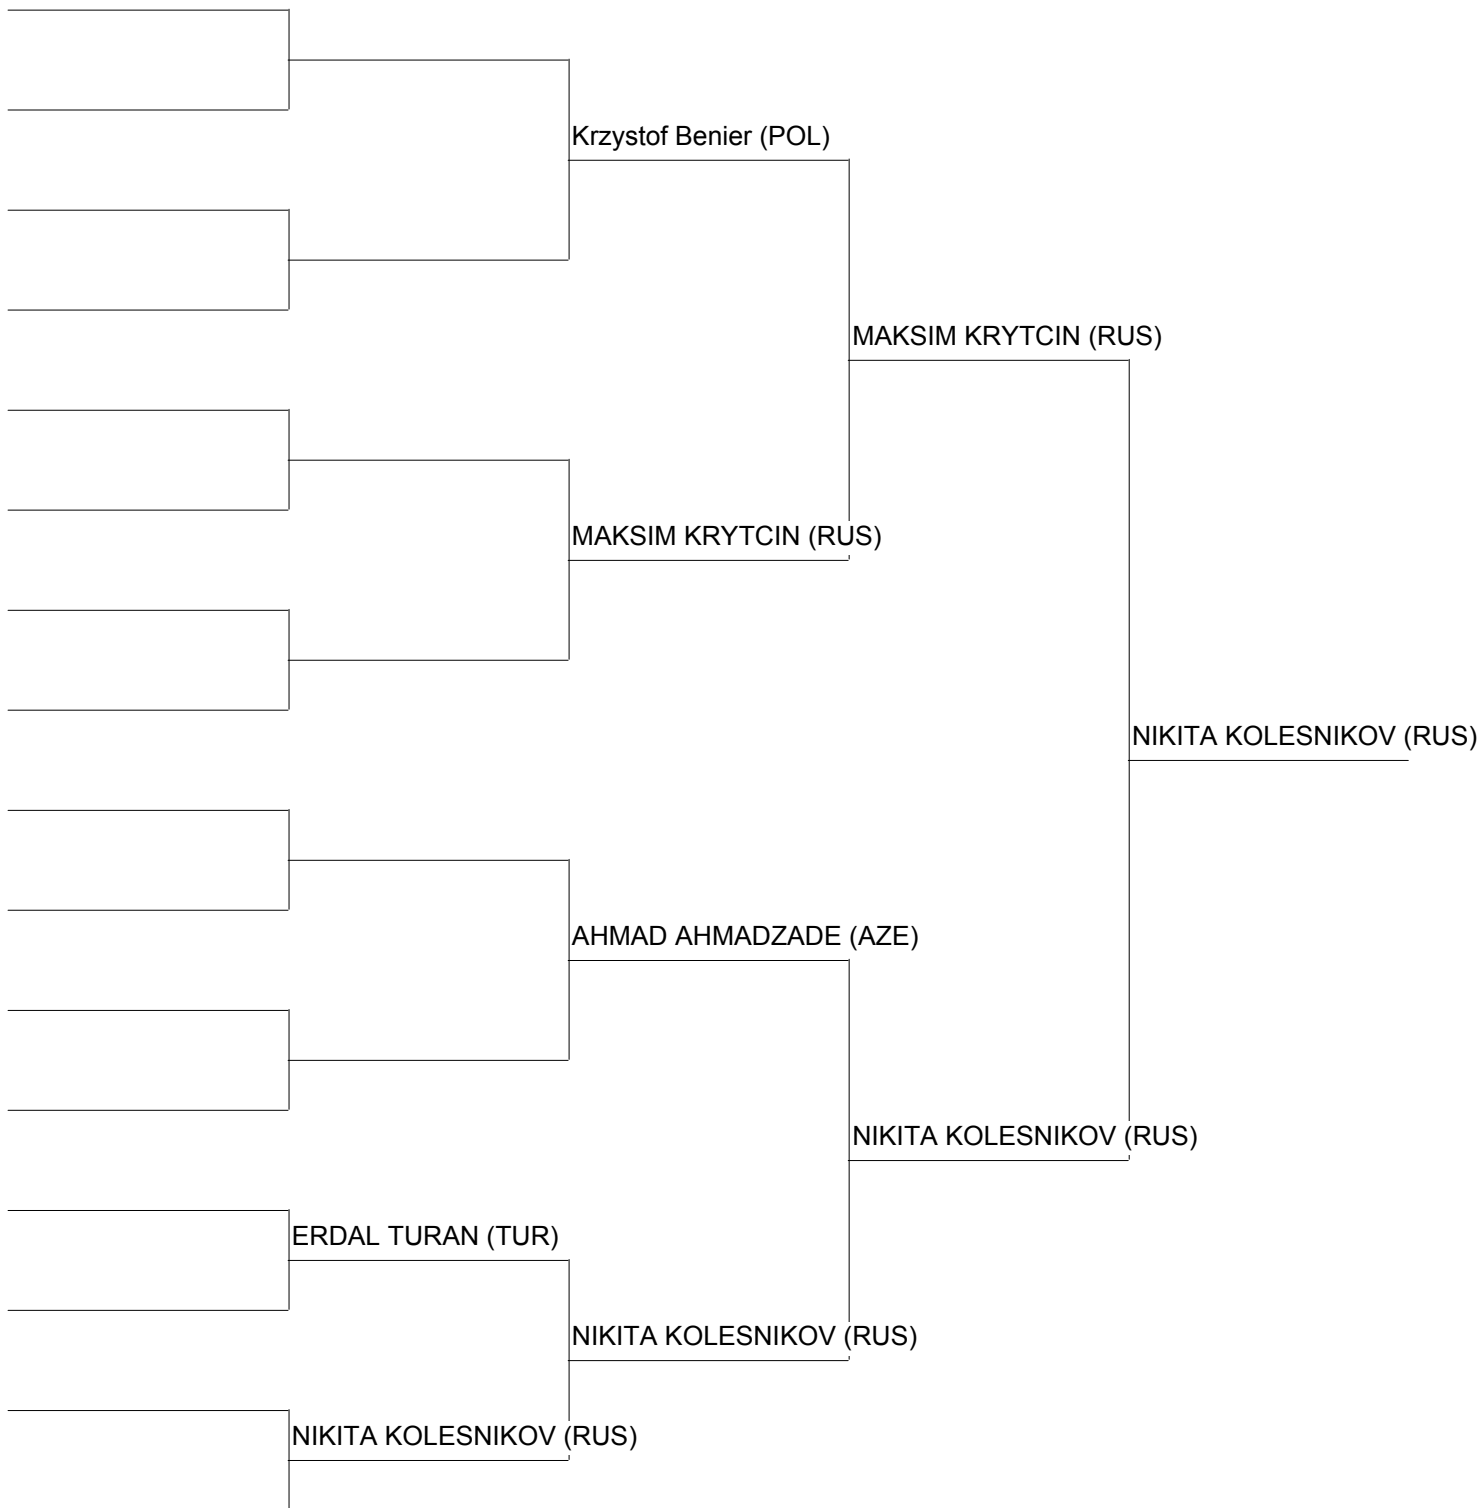 Krzystof Benier (POL)
MAKSIM KRYTCIN (RUS)
MAKSIM KRYTCIN (RUS)
NIKITA KOLESNIKOV (RUS)
AHMAD AHMADZADE (AZE)
NIKITA KOLESNIKOV (RUS)
ERDAL TURAN (TUR)
NIKITA KOLESNIKOV (RUS)
NIKITA KOLESNIKOV (RUS)